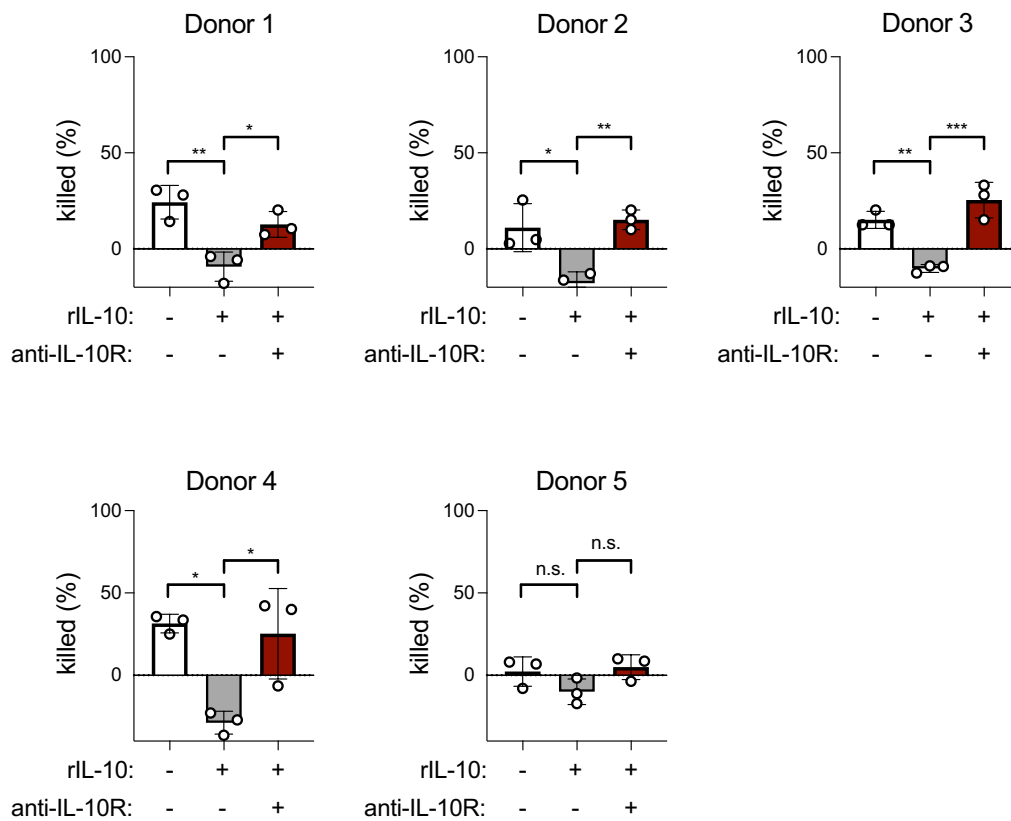 Donor 1
100
50
0
killed (%)
**
*
rIL-10: - + +
anti-IL-10R: - - +
Donor 2
100
50
0
killed (%)
*
**
rIL-10: - + +
anti-IL-10R: - - +
Donor 3
100
50
0
killed (%)
**
***
rIL-10: - + +
anti-IL-10R: - - +
Donor 4
100
50
0
killed (%)
*
*
rIL-10: - + +
anti-IL-10R: - - +
Donor 5
100
50
0
killed (%)
n.s.
n.s.
rIL-10: - + +
anti-IL-10R: - - +